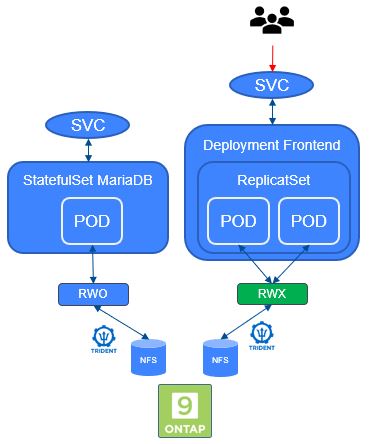 SVC
Deployment Frontend
ReplicatSet
POD
POD
RWX
TRIDENT
NFS
SVC
StatefulSet MariaDB
POD
RWO
TRIDENT
NFS
9
ONTAP